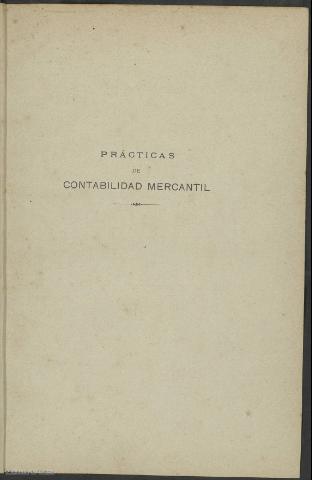 PRÁCTICAS
DE
CONTABILIDAD MERCANTIL